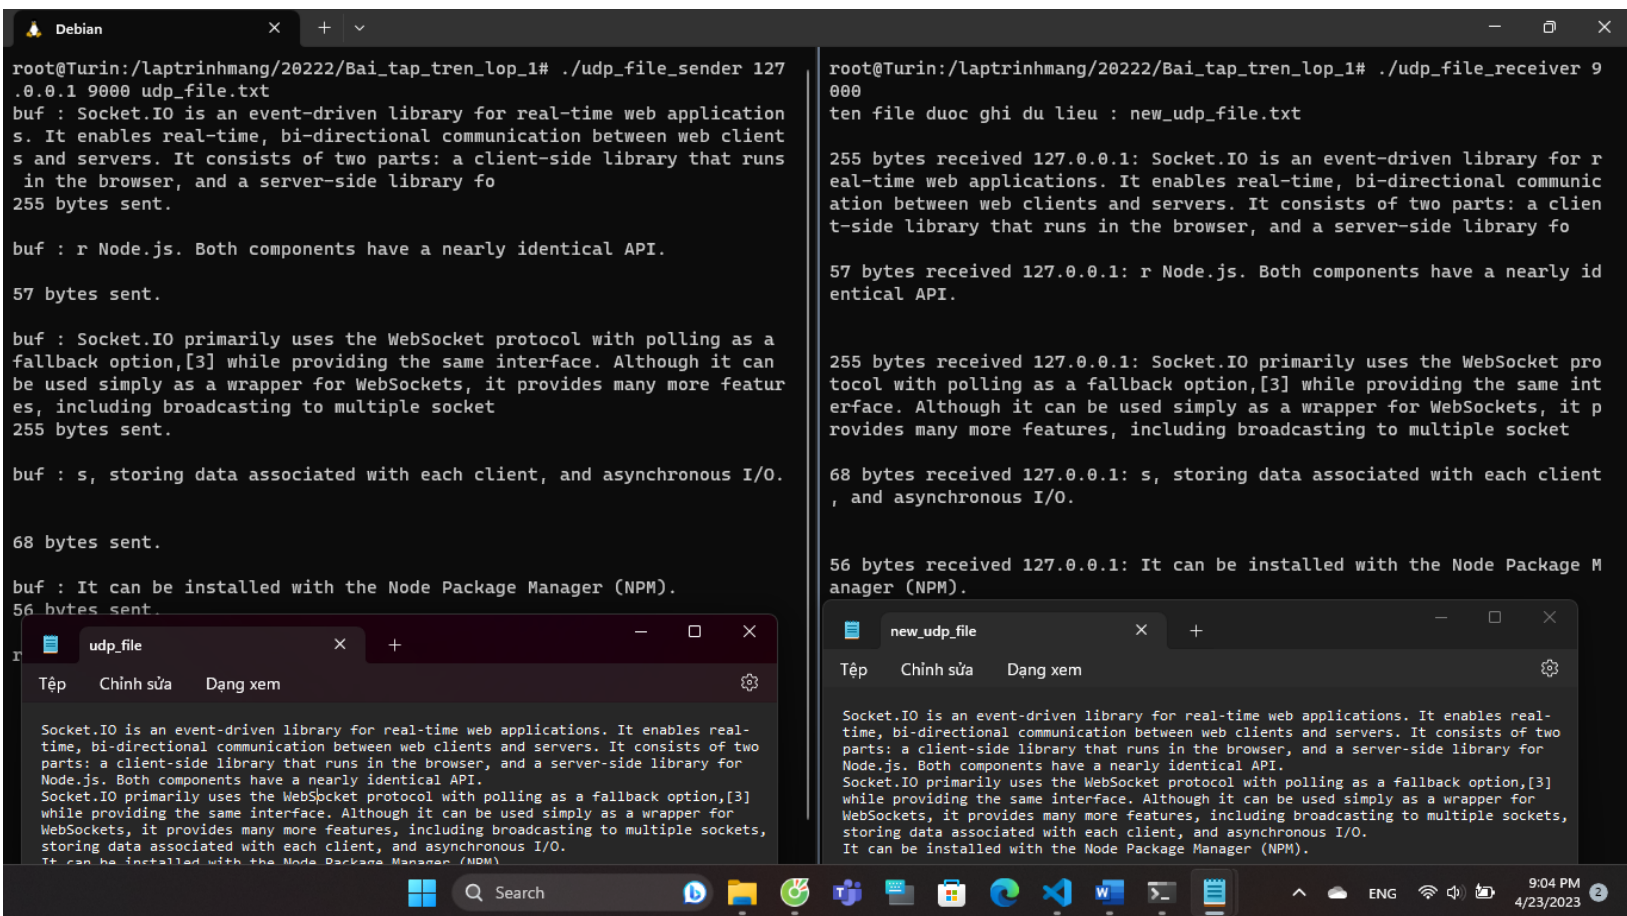 Debian
root@Turin:/laptrinhmang/20222/Bai_tap_tren_lop_1# ./udp_file_sender 127
.0.0.1 9000 udp_file.txt
buf : Socket.IO is an event-driven library for real-time web application
s. It enables real-time, bi-directional communication between web client
s and servers. It consists of two parts: a client-side library that runs
 in the browser, and a server-side library fo
255 bytes sent.
buf : r Node.js. Both components have a nearly identical API.
57 bytes sent.
buf : Socket.IO primarily uses the WebSocket protocol with polling as a
fallback option,[3] while providing the same interface. Although it can
be used simply as a wrapper for WebSockets, it provides many more featur
es, including broadcasting to multiple socket
255 bytes sent.
buf : s, storing data associated with each client, and asynchronous I/O.
68 bytes sent.
buf : It can be installed with the Node Package Manager (NPM).
56 bytes sent.
root@Turin:/laptrinhmang/20222/Bai_tap_tren_lop_1# ./udp_file_receiver 9
000
ten file duoc ghi du lieu : new_udp_file.txt
255 bytes received 127.0.0.1: Socket.IO is an event-driven library for r
eal-time web applications. It enables real-time, bi-directional communic
ation between web clients and servers. It consists of two parts: a clien
t-side library that runs in the browser, and a server-side library fo
57 bytes received 127.0.0.1: r Node.js. Both components have a nearly id
entical API.
255 bytes received 127.0.0.1: Socket.IO primarily uses the WebSocket pro
tocol with polling as a fallback option,[3] while providing the same int
erface. Although it can be used simply as a wrapper for WebSockets, it p
rovides many more features, including broadcasting to multiple socket
68 bytes received 127.0.0.1: s, storing data associated with each client
, and asynchronous I/O.
56 bytes received 127.0.0.1: It can be installed with the Node Package M
anager (NPM).
udp_file
Tệp Chỉnh sửa Dạng xem
Socket.IO is an event-driven library for real-time web applications. It enables real-
time, bi-directional communication between web clients and servers. It consists of two
parts: a client-side library that runs in the browser, and a server-side library for
Node.js. Both components have a nearly identical API.
Socket.IO primarily uses the WebSocket protocol with polling as a fallback option,[3]
while providing the same interface. Although it can be used simply as a wrapper for
WebSockets, it provides many more features, including broadcasting to multiple sockets,
storing data associated with each client, and asynchronous I/O.
It can be installed with the Node Package Manager (NPM)
new_udp_file
Tệp Chỉnh sửa Dạng xem
Socket.IO is an event-driven library for real-time web applications. It enables real-
time, bi-directional communication between web clients and servers. It consists of two
parts: a client-side library that runs in the browser, and a server-side library for
Node.js. Both components have a nearly identical API.
Socket.IO primarily uses the WebSocket protocol with polling as a fallback option,[3]
while providing the same interface. Although it can be used simply as a wrapper for
WebSockets, it provides many more features, including broadcasting to multiple sockets,
storing data associated with each client, and asynchronous I/O.
It can be installed with the Node Package Manager (NPM).
Search
ENG
9:04 PM
4/23/2023
2